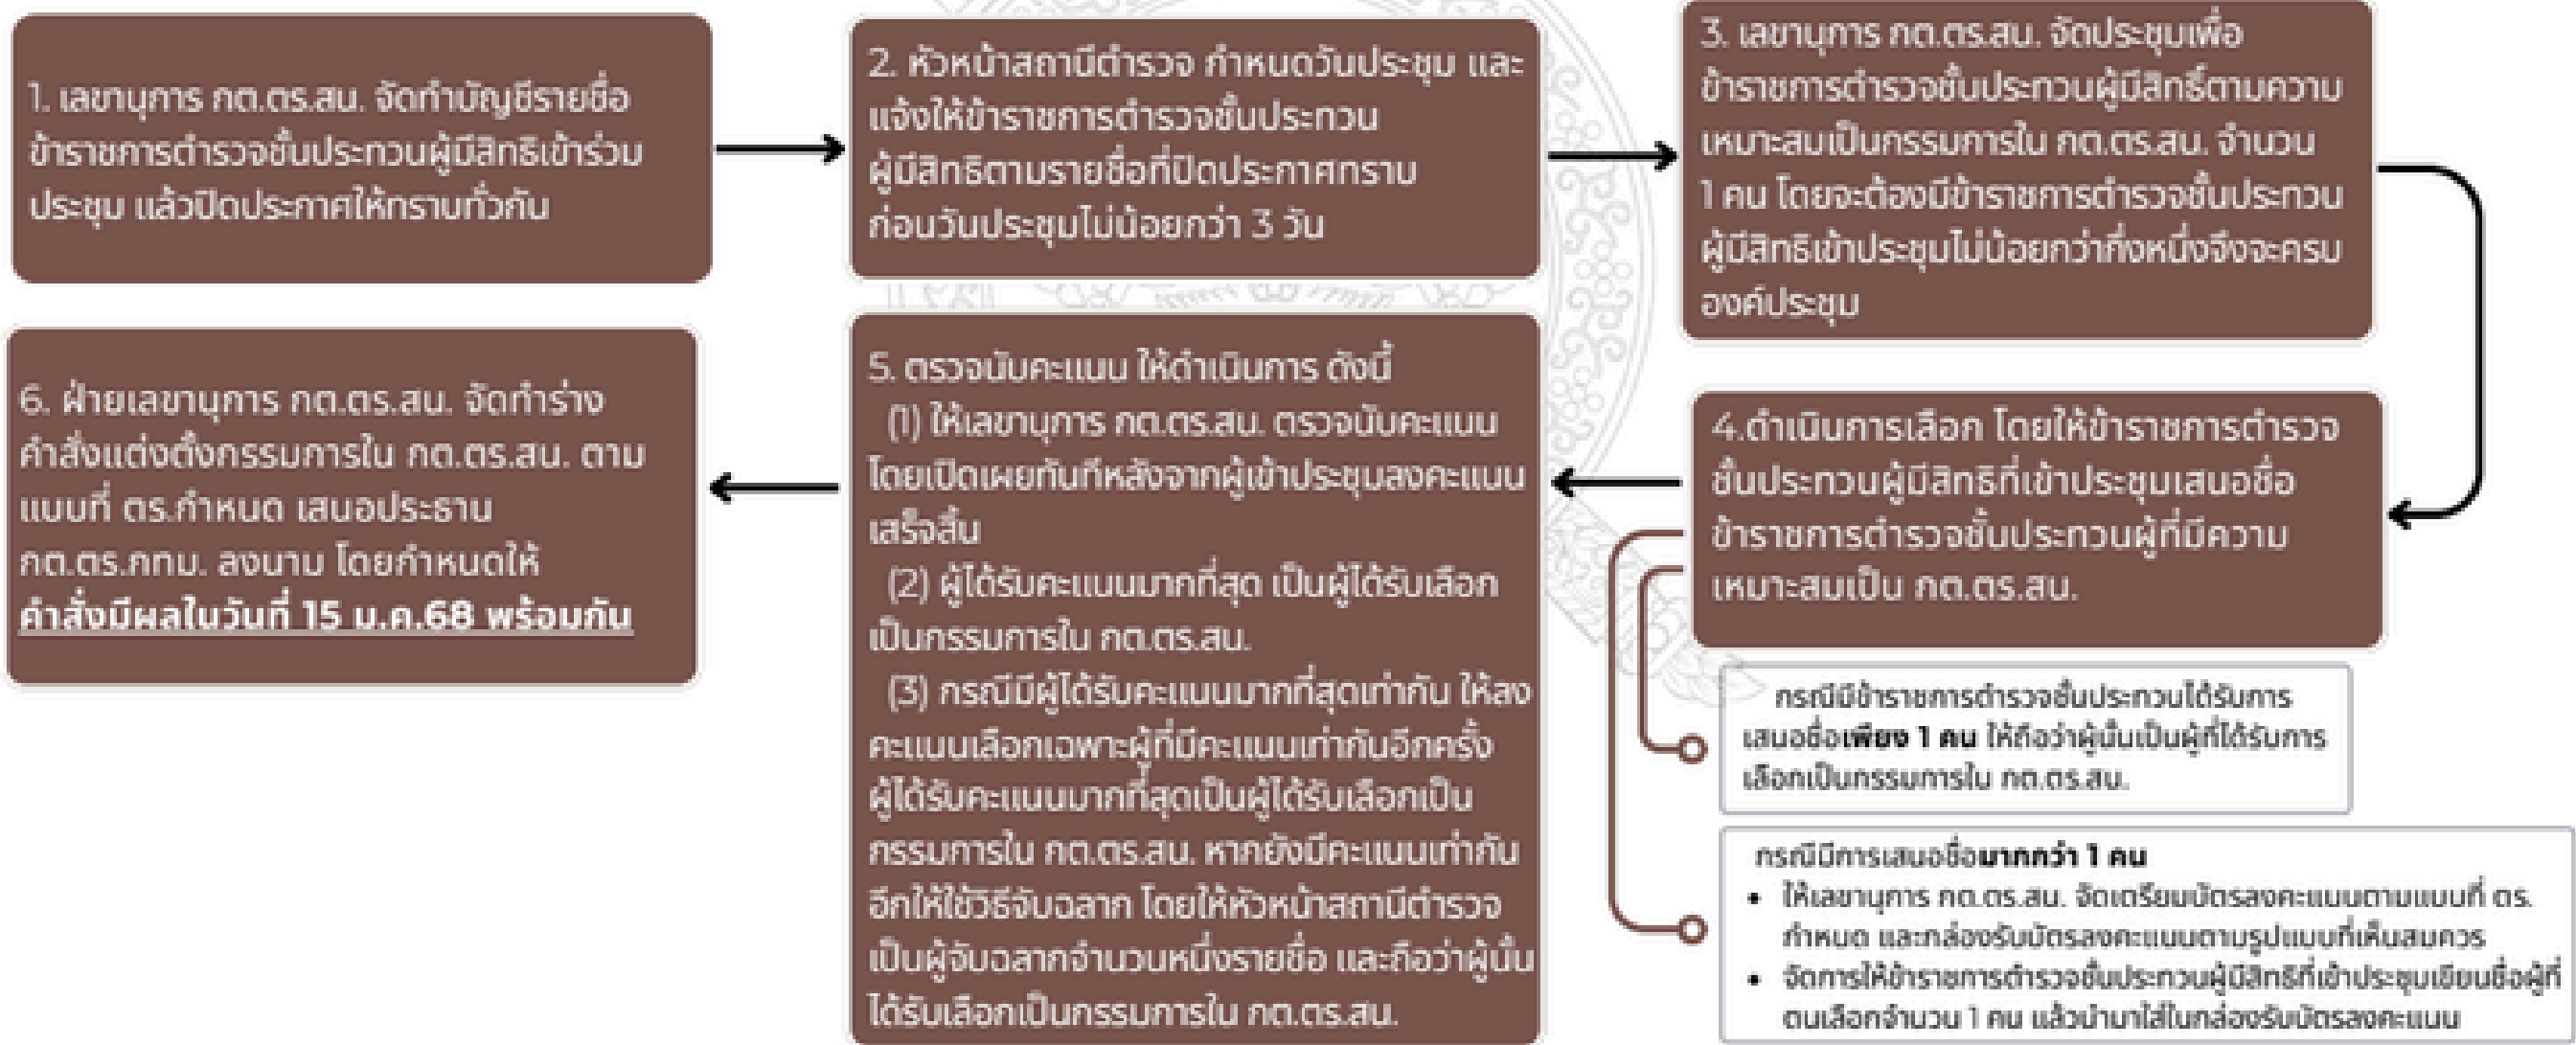 1. เลขานุการ กต.ตร.สน. จัดทำบัญชีรายชื่อ
ข้าราชการตำรวจชั้นประทวนผู้มีสิทธิเข้าร่วม
ประชุม แล้วปิดประกาศให้ทราบทั่วกัน
2. หัวหน้าสถานีตำรวจ กำหนดวันประชุม และ
แจ้งให้ข้าราชการตำรวจชั้นประทวน
ผู้มีสิทธิตามรายชื่อที่ปิดประกาศทราบ
ก่อนวันประชุมไม่น้อยกว่า 3 วัน
3. เลขานุการ กต.ตร.สน. จัดประชุมเพื่อ
ข้าราชการตำรวจชั้นประทวนผู้มีสิทธิ์ตามความ
เหมาะสมเป็นกรรมการใน กต.ตร.สน. จำนวน
1 คน โดยจะต้องมีข้าราชการตำรวจชั้นประทวน
ผู้มีสิทธิเข้าประชุมไม่น้อยกว่ากึ่งหนึ่งจึงจะครบ
องค์ประชุม
4.ดำเนินการเลือก โดยให้ข้าราชการตำรวจ
ชั้นประทวนผู้มีสิทธิที่เข้าประชุมเสนอชื่อ
ข้าราชการตำรวจชั้นประทวนผู้ที่มีความ
เหมาะสมเป็น กต.ตร.สน.
กรณีมีข้าราชการตำรวจชั้นประทวนได้รับการ
เสนอชื่อเพียง 1 คน ให้ถือว่าผู้นั้นเป็นผู้ที่ได้รับการ
เลือกเป็นกรรมการใน กต.ตร.สน.
กรณีมีการเสนอชื่อมากกว่า 1 คน
• ให้เลขานุการ กต.ตร.สน. จัดเตรียมบัตรลงคะแนนตามแบบที่ ตร.
กำหนด และกล่องรับบัตรลงคะแนนตามรูปแบบที่เห็นสมควร
• จัดการให้ข้าราชการตำรวจชั้นประทวนผู้มีสิทธิที่เข้าประชุมเขียนชื่อผู้ที่
ตนเลือกจำนวน 1 คน แล้วนำมาใส่ในกล่องรับบัตรลงคะแนน
5. ตรวจนับคะแนน ให้ดำเนินการ ดังนี้
(1) ให้เลขานุการ กต.ตร.สน. ตรวจนับคะแนน
โดยเปิดเผยทันทีหลังจากผู้เข้าประชุมลงคะแนน
เสร็จสิ้น
(2) ผู้ได้รับคะแนนมากที่สุด เป็นผู้ได้รับเลือก
เป็นกรรมการใน กต.ตร.สน.
(3) กรณีมีผู้ได้รับคะแนนมากที่สุดเท่ากัน ให้ลง
คะแนนเลือกเฉพาะผู้ที่มีคะแนนเท่ากันอีกครั้ง
ผู้ได้รับคะแนนมากที่สุดเป็นผู้ได้รับเลือกเป็น
กรรมการใน กต.ตร.สน. หากยังมีคะแนนเท่ากัน
อีกให้ใช้วิธีจับฉลาก โดยให้หัวหน้าสถานีตำรวจ
เป็นผู้จับฉลากจำนวนหนึ่งรายชื่อ และถือว่าผู้นั้น
ได้รับเลือกเป็นกรรมการใน กต.ตร.สน.
6. ฝ่ายเลขานุการ กต.ตร.สน. จัดทำร่าง
คำสั่งแต่งตั้งกรรมการใน กต.ตร.สน. ตาม
แบบที่ ตร.กำหนด เสนอประธาน
กต.ตร.กทม. ลงนาม โดยกำหนดให้
คำสั่งมีผลในวันที่ 15 ม.ค.68 พร้อมกัน